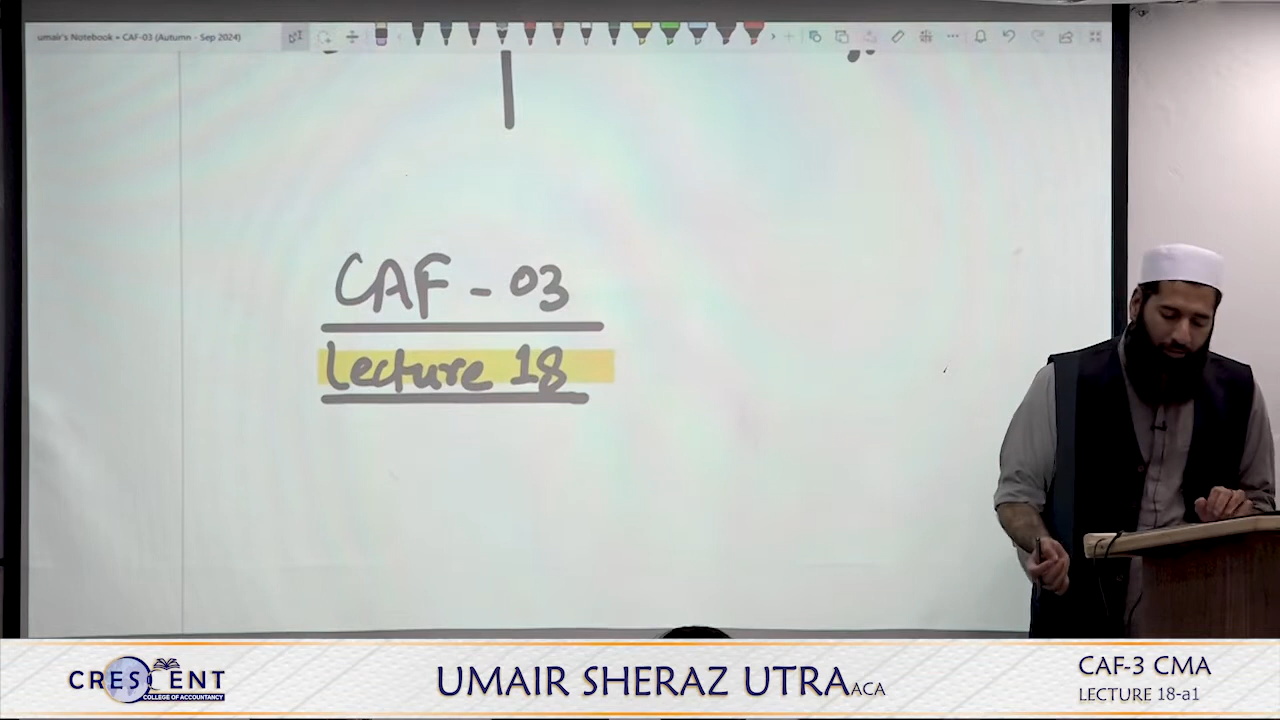 umair's Notebook » CAF-03 (Autumn - Sep 2024)
CAF - 03
Lecture 18
CRESCENT
COLLEGE OF ACCOUNTANCY
UMAIR SHERAZ UTRA AGA
CAF-3 CMA
LECTURE 18-a1